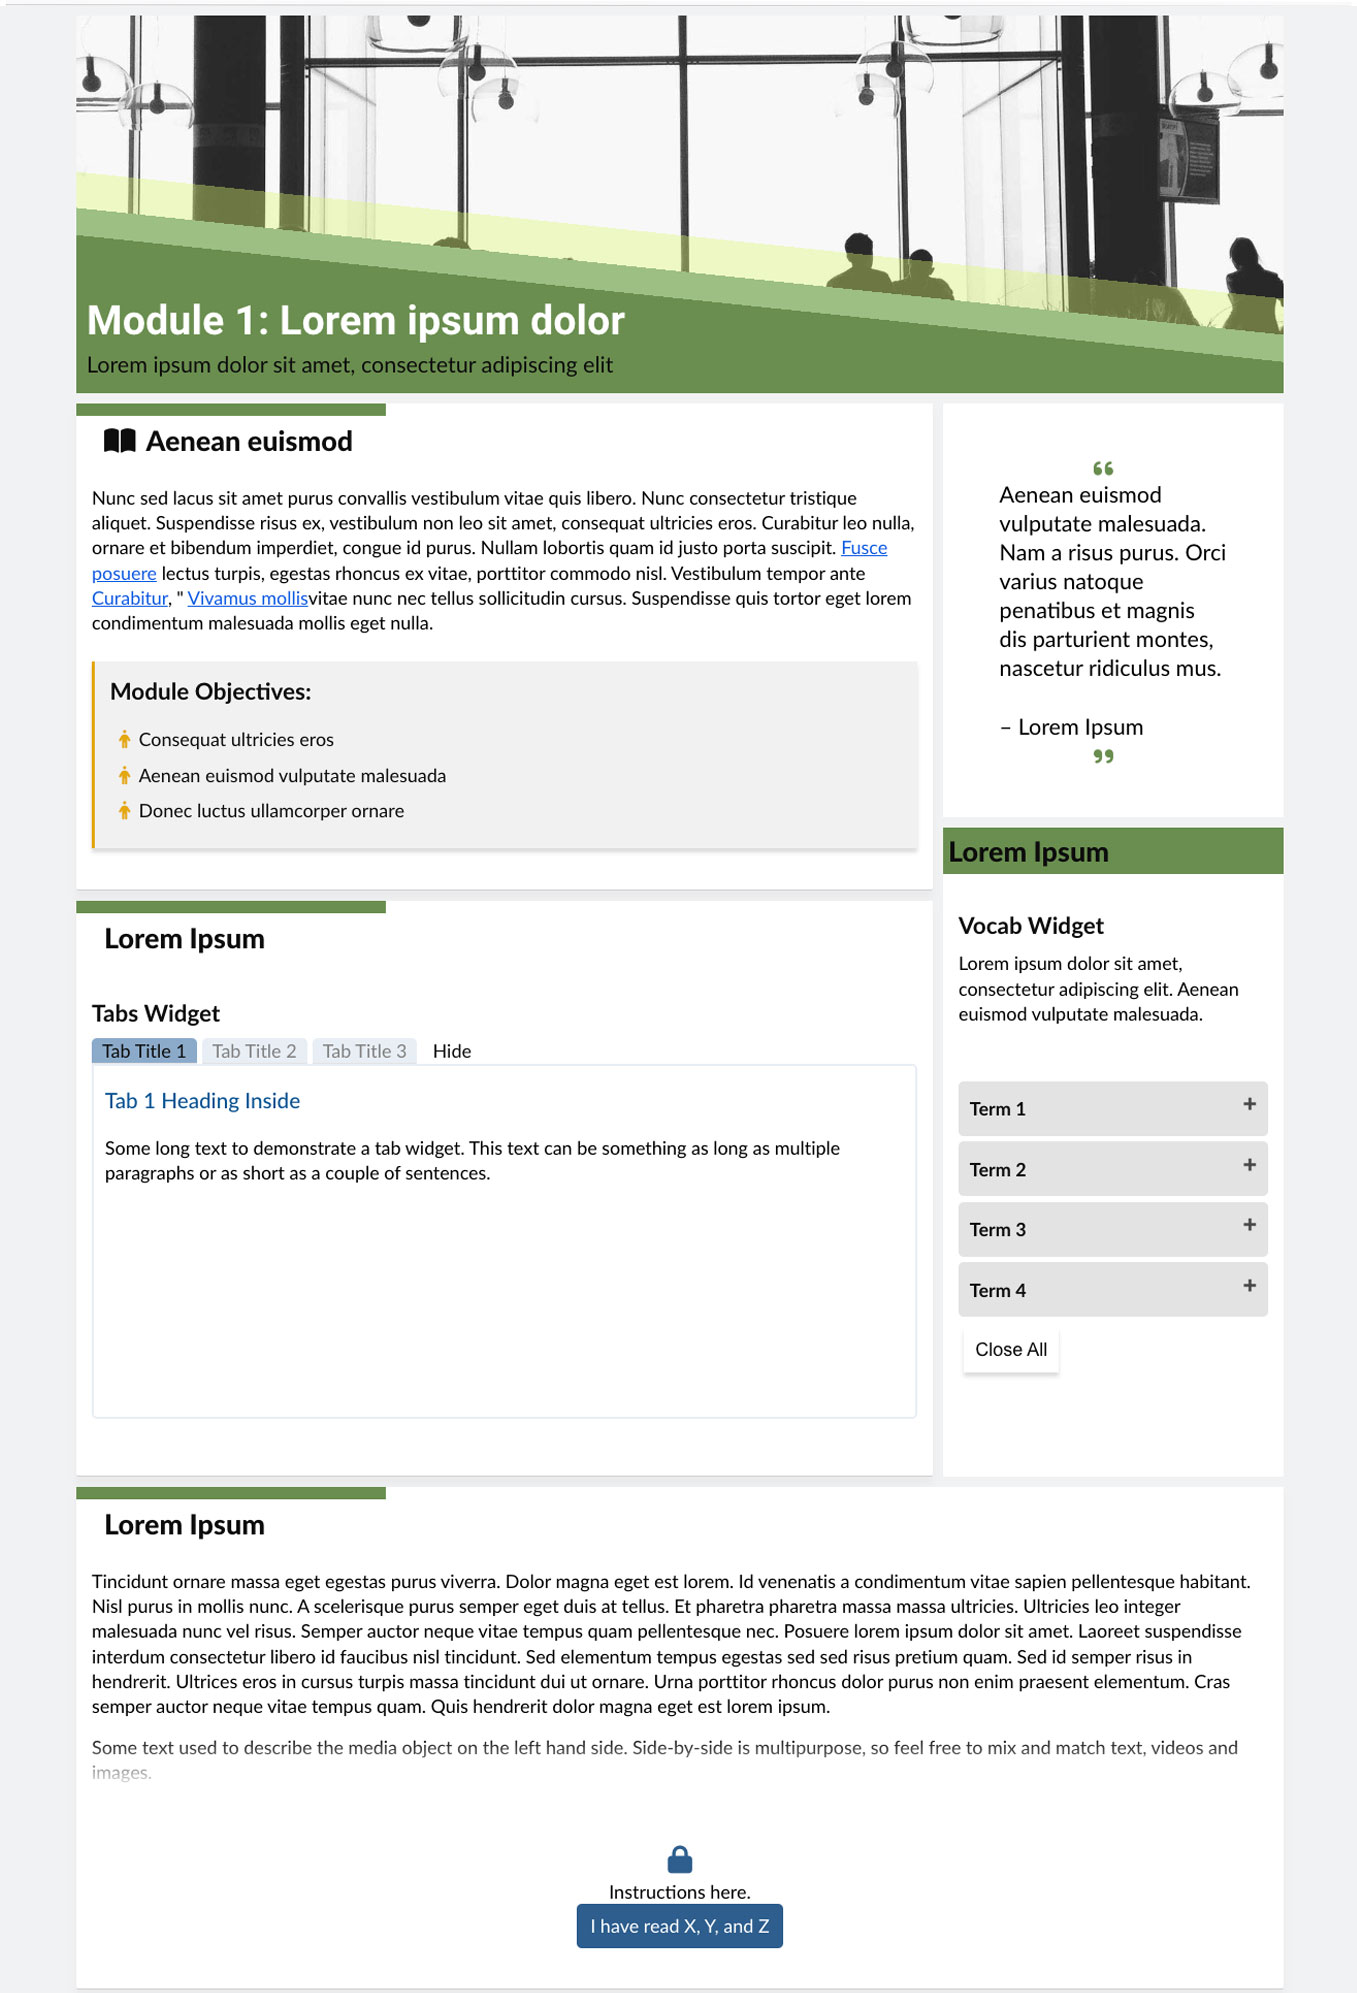 Module 1: Lorem ipsum dolor
Lorem ipsum dolor sit amet, consectetur adipiscing elit
Aenean euismod
Nunc sed lacus sit amet purus convallis vestibulum vitae quis libero. Nunc consectetur tristique
aliquet. Suspendisse risus ex, vestibulum non leo sit amet, consequat ultricies eros. Curabitur leo nulla,
ornare et bibendum imperdiet, congue id purus. Nullam lobortis quam id justo porta suscipit. Fusce
posuere lectus turpis, egestas rhoncus ex vitae, porttitor commodo nisl. Vestibulum tempor ante
Curabitur, " Vivamus mollisvitae nunc nec tellus sollicitudin cursus. Suspendisse quis tortor eget lorem
condimentum malesuada mollis eget nulla.
Module Objectives:
Consequat ultricies eros
Aenean euismod vulputate malesuada
Donec luctus ullamcorper ornare
“
Aenean euismod
vulputate malesuada.
Nam a risus purus. Orci
varius natoque
penatibus et magnis
dis parturient montes,
nascetur ridiculus mus.
– Lorem Ipsum
”
Lorem Ipsum
Tabs Widget
Tab Title 1 Tab Title 2 Tab Title 3 Hide
Tab 1 Heading Inside
Some long text to demonstrate a tab widget. This text can be something as long as multiple
paragraphs or as short as a couple of sentences.
Lorem Ipsum
Vocab Widget
Lorem ipsum dolor sit amet,
consectetur adipiscing elit. Aenean
euismod vulputate malesuada.
Term 1 +
Term 2 +
Term 3 +
Term 4 +
Close All
Lorem Ipsum
Tincidunt ornare massa eget egestas purus viverra. Dolor magna eget est lorem. Id venenatis a condimentum vitae sapien pellentesque habitant.
Nisl purus in mollis nunc. A scelerisque purus semper eget duis at tellus. Et pharetra pharetra massa massa ultricies. Ultricies leo integer
malesuada nunc vel risus. Semper auctor neque vitae tempus quam pellentesque nec. Posuere lorem ipsum dolor sit amet. Laoreet suspendisse
interdum consectetur libero id faucibus nisl tincidunt. Sed elementum tempus egestas sed sed risus pretium quam. Sed id semper risus in
hendrerit. Ultrices eros in cursus turpis massa tincidunt dui ut ornare. Urna porttitor rhoncus dolor purus non enim praesent elementum. Cras
semper auctor neque vitae tempus quam. Quis hendrerit dolor magna eget est lorem ipsum.
Some text used to describe the media object on the left hand side. Side-by-side is multipurpose, so feel free to mix and match text, videos and
images.
Instructions here.
I have read X, Y, and Z